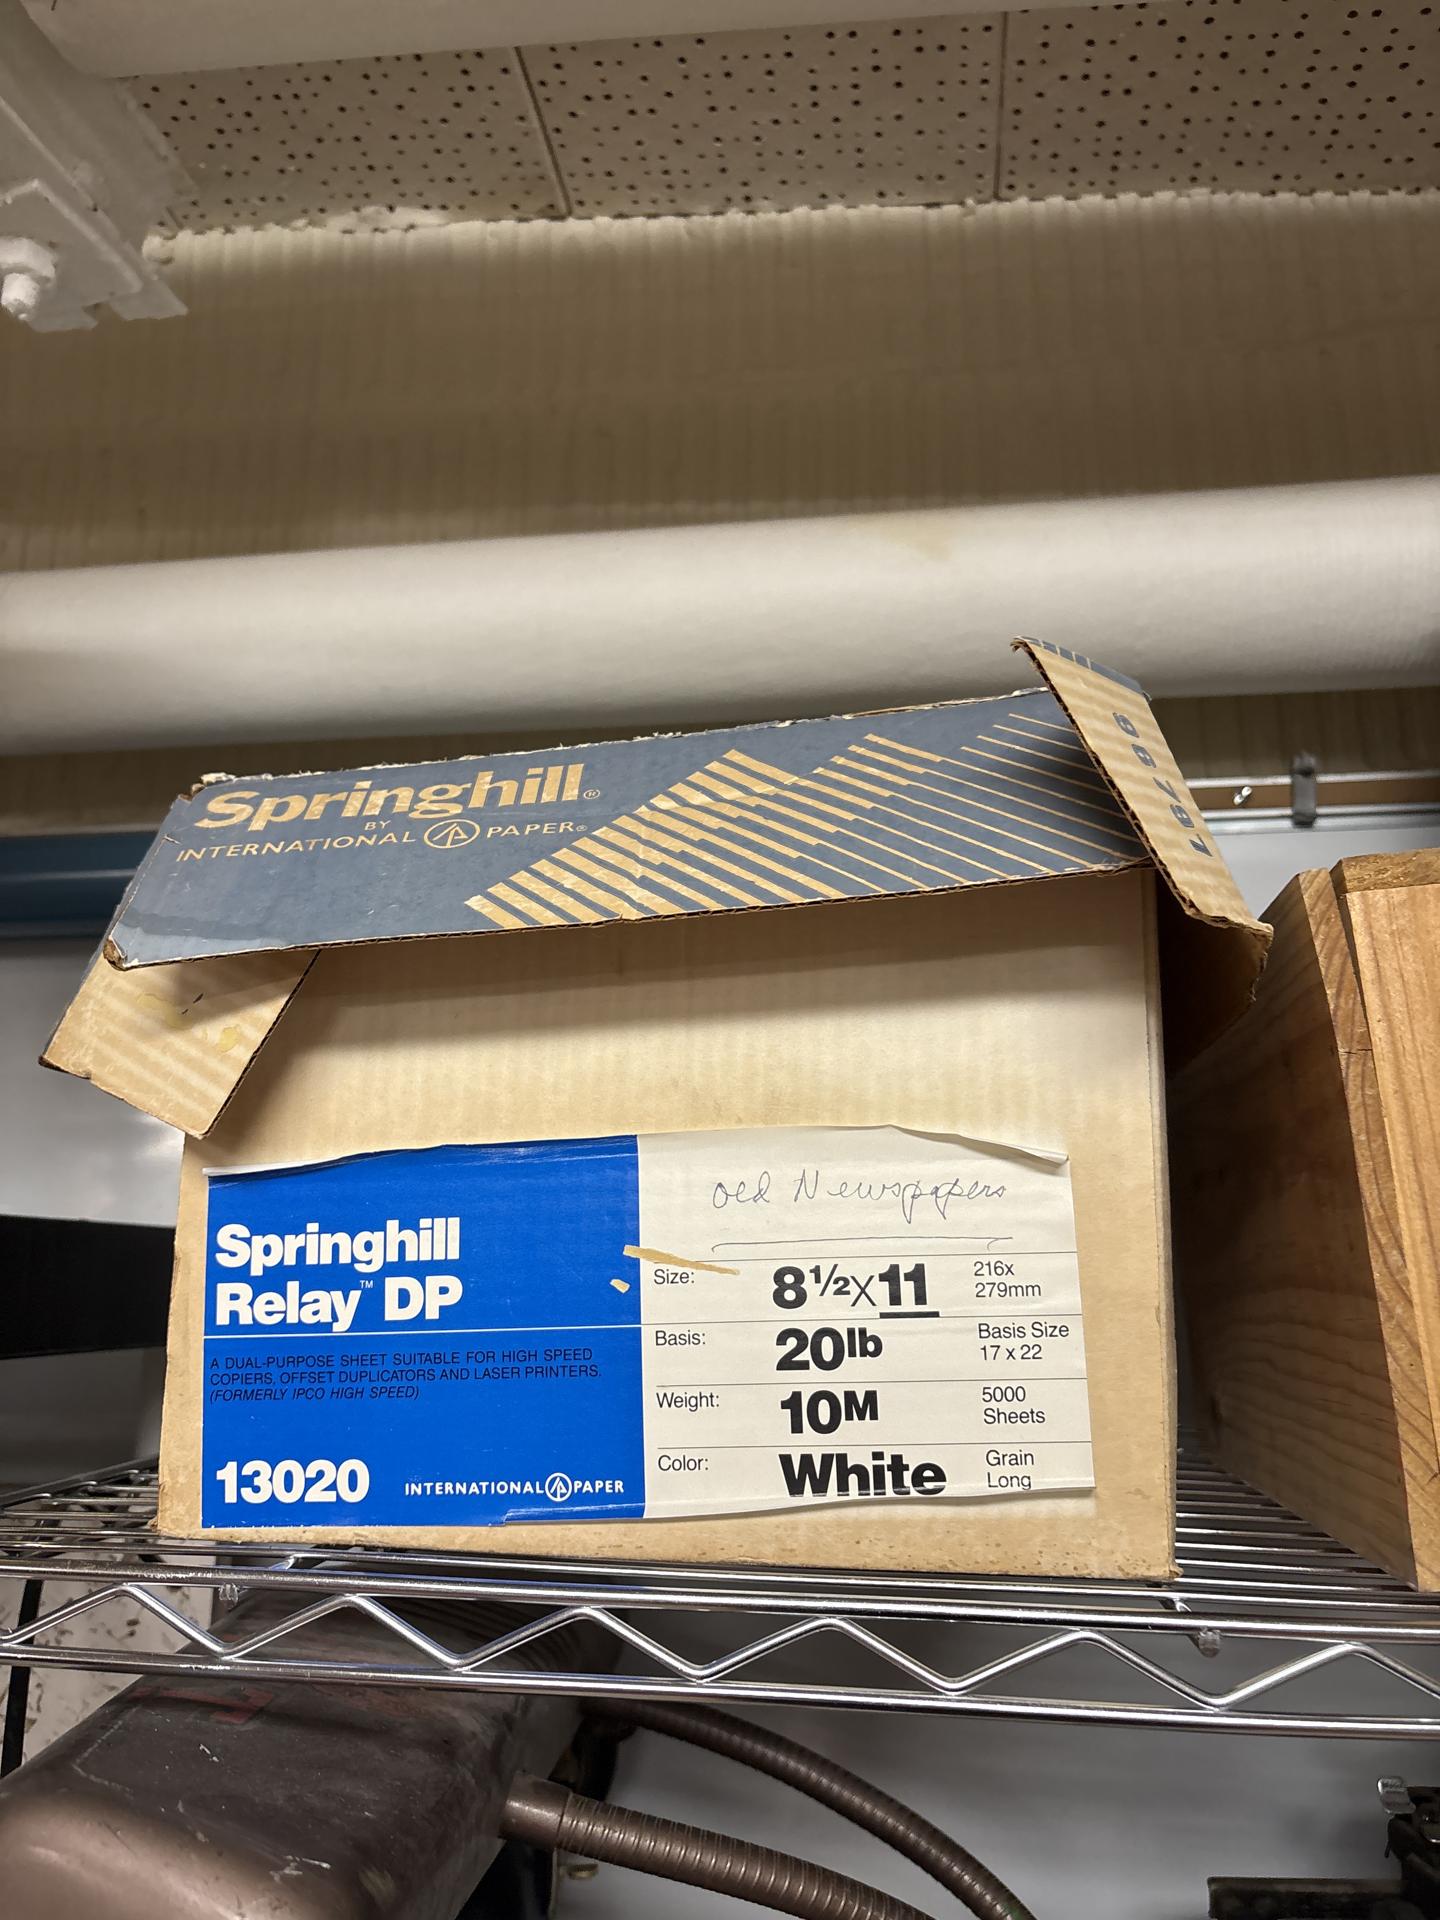 Springhill®
BY
INTERNATIONAL PAPER®
96797
old Newspapers
Springhill
Relay™ DP
A DUAL-PURPOSE SHEET SUITABLE FOR HIGH SPEED
COPIERS, OFFSET DUPLICATORS AND LASER PRINTERS.
(FORMERLY IPCO HIGH SPEED)
13020
INTERNATIONAL PAPER
Size: 8½X11 216x
279mm
Basis: 20lb Basis Size
17 x 22
Weight: 10M 5000
Sheets
Color: White Grain
Long